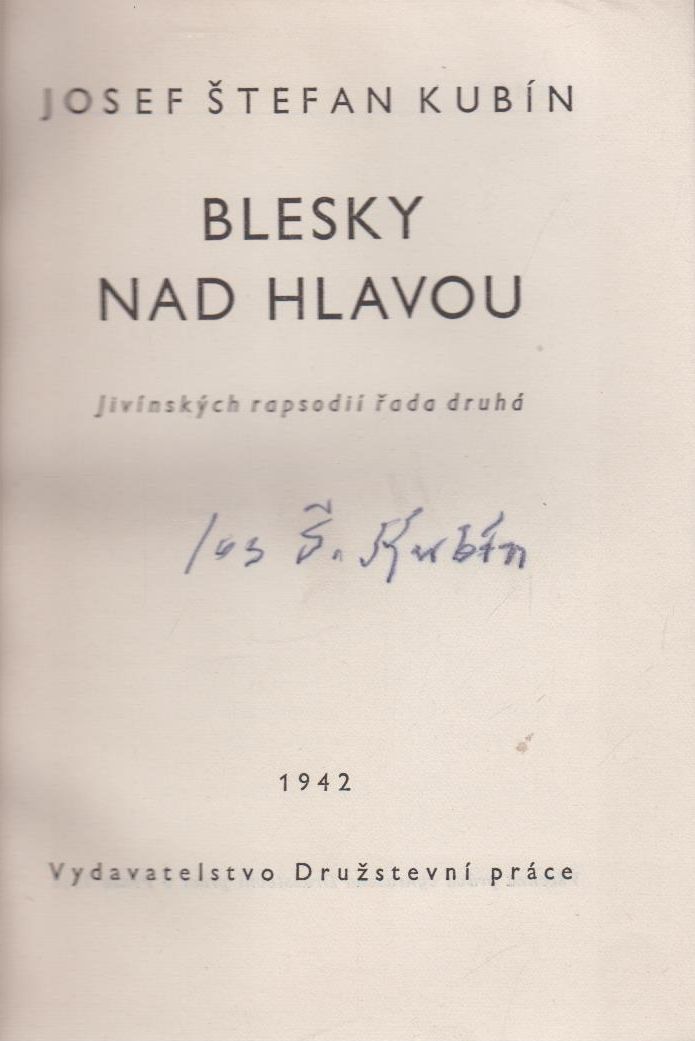 JOSEF ŠTEFAN KUBÍN
BLESKY
NAD HLAVOU
Jivínských rapsodií řada druhá
Jos Š. Kubín
1942
Vydavatelstvo Družstevní práce